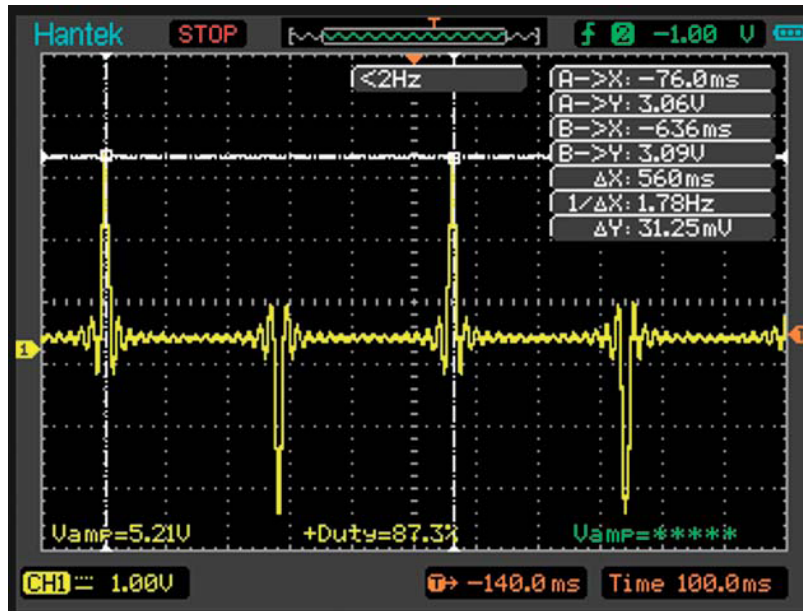 Hantek STOP T f 2 -1.00 V
<2Hz
A->X: -76.0ms
A->Y: 3.06V
B->X: -636ms
B->Y: 3.09V
ΔX: 560ms
1/ΔX: 1.78Hz
ΔY: 31.25mV
1
Vamp=5.21V +Duty=87.3% Vamp=*****
CH1 1.00V T→ -140.0ms Time 100.0ms